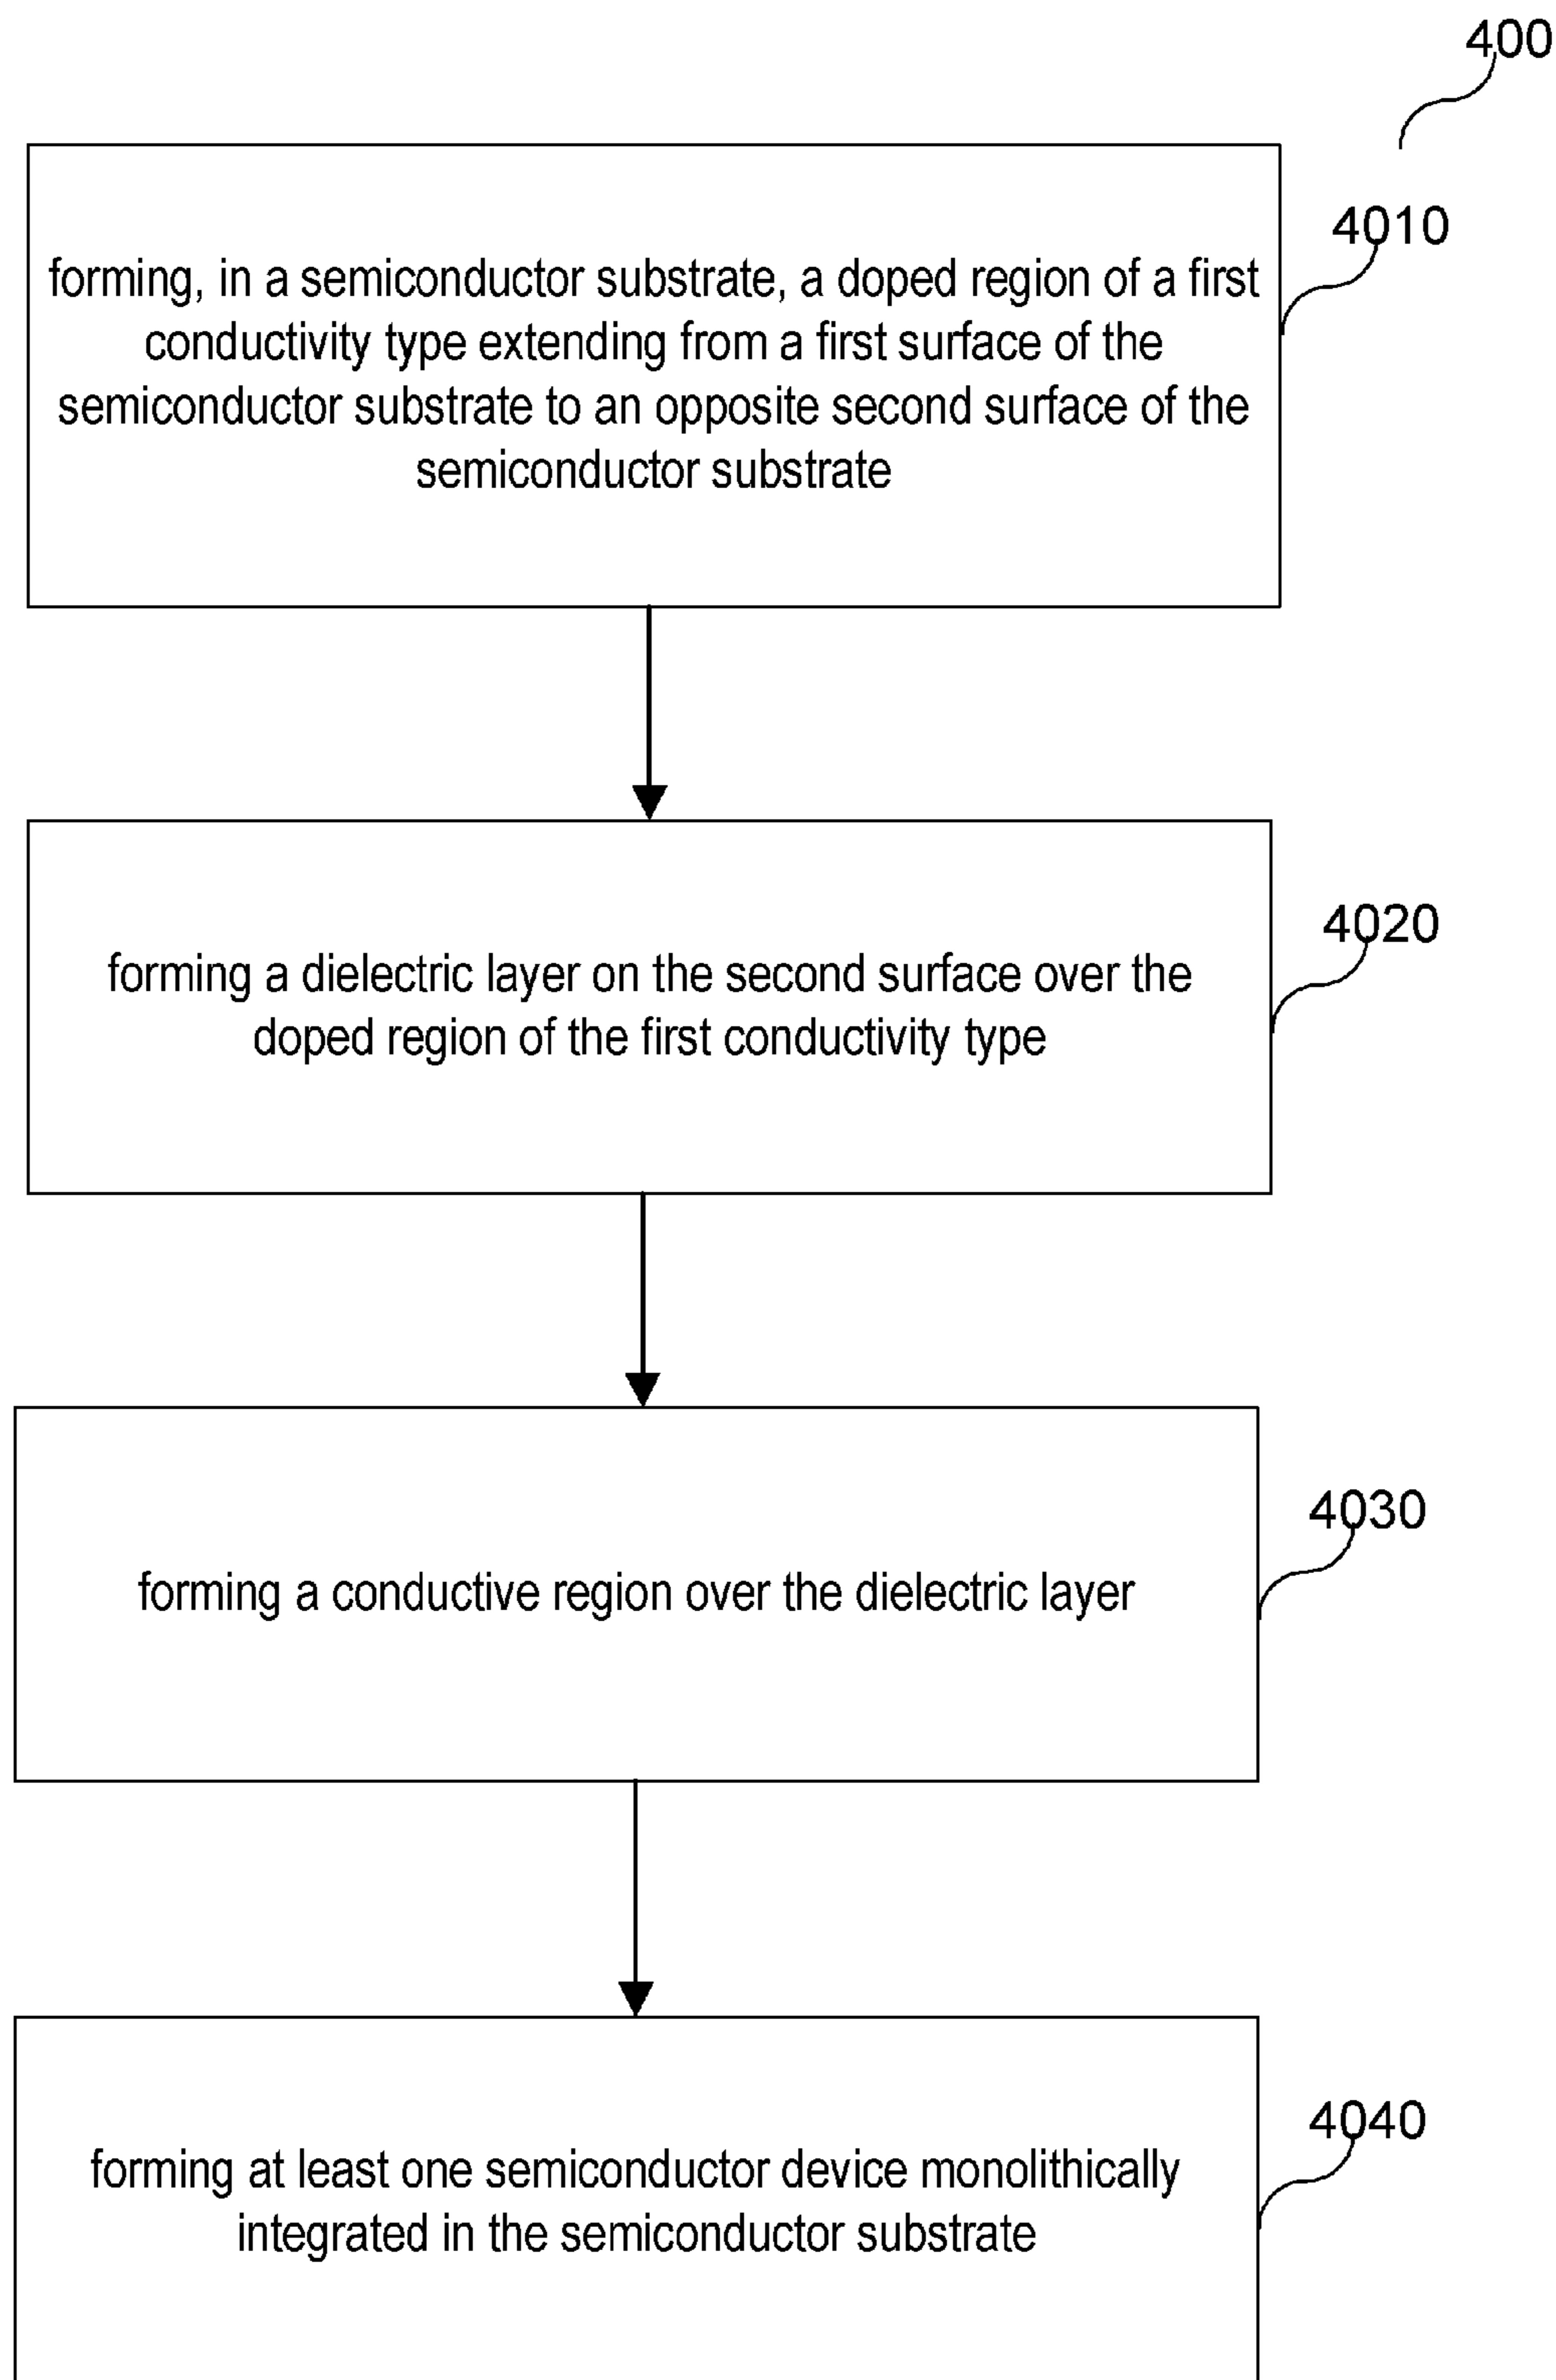 400
4010
forming, in a semiconductor substrate, a doped region of a first
conductivity type extending from a first surface of the
semiconductor substrate to an opposite second surface of the
semiconductor substrate
4020
forming a dielectric layer on the second surface over the
doped region of the first conductivity type
4030
forming a conductive region over the dielectric layer
4040
forming at least one semiconductor device monolithically
integrated in the semiconductor substrate